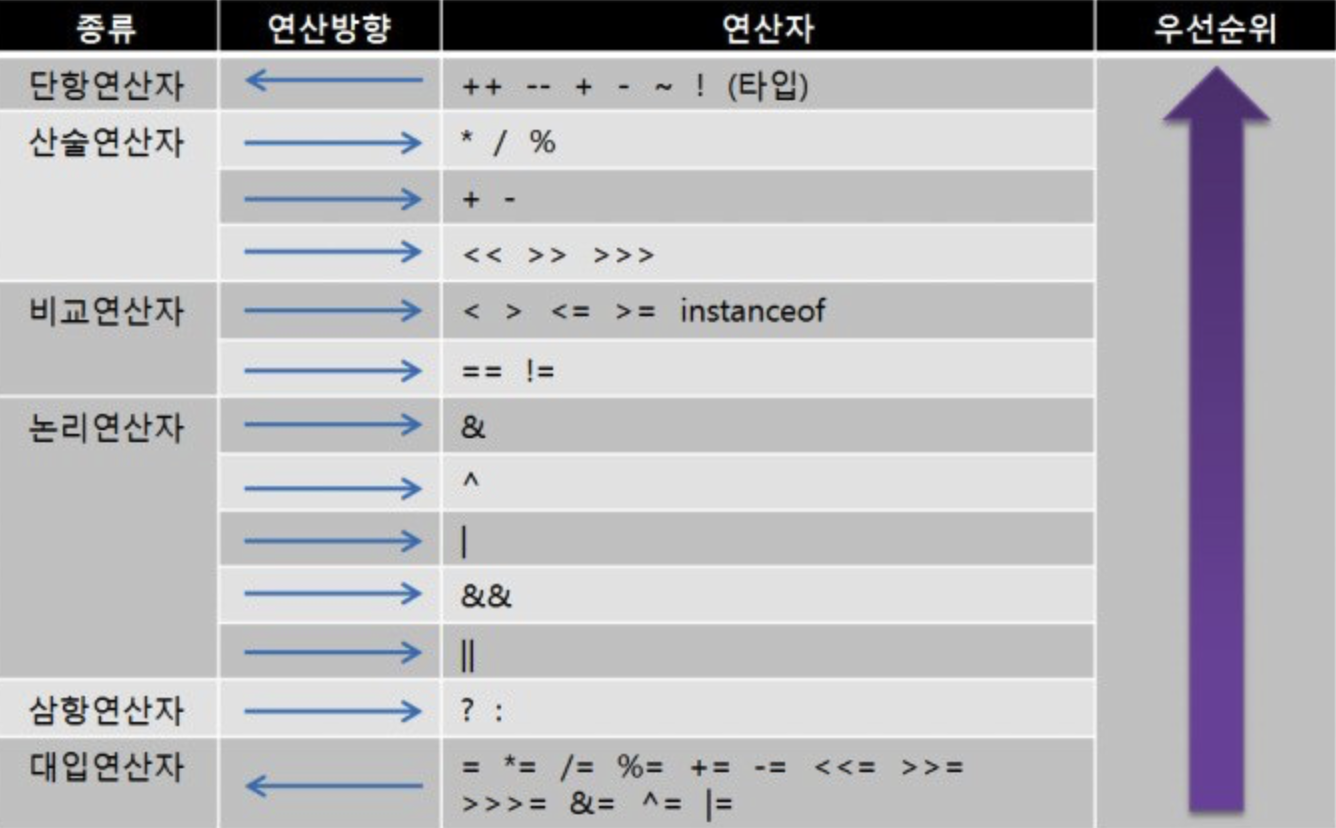 종류 연산방향 연산자 우선순위
단항연산자 ++ -- + - ~ ! (타입)
산술연산자 * / %
+ -
<< >> >>>
비교연산자 < > <= >= instanceof
== !=
논리연산자 &
^
|
&&
||
삼항연산자 ? :
대입연산자 = *= /= %= += -= <<= >>=
>>>= &= ^= |=